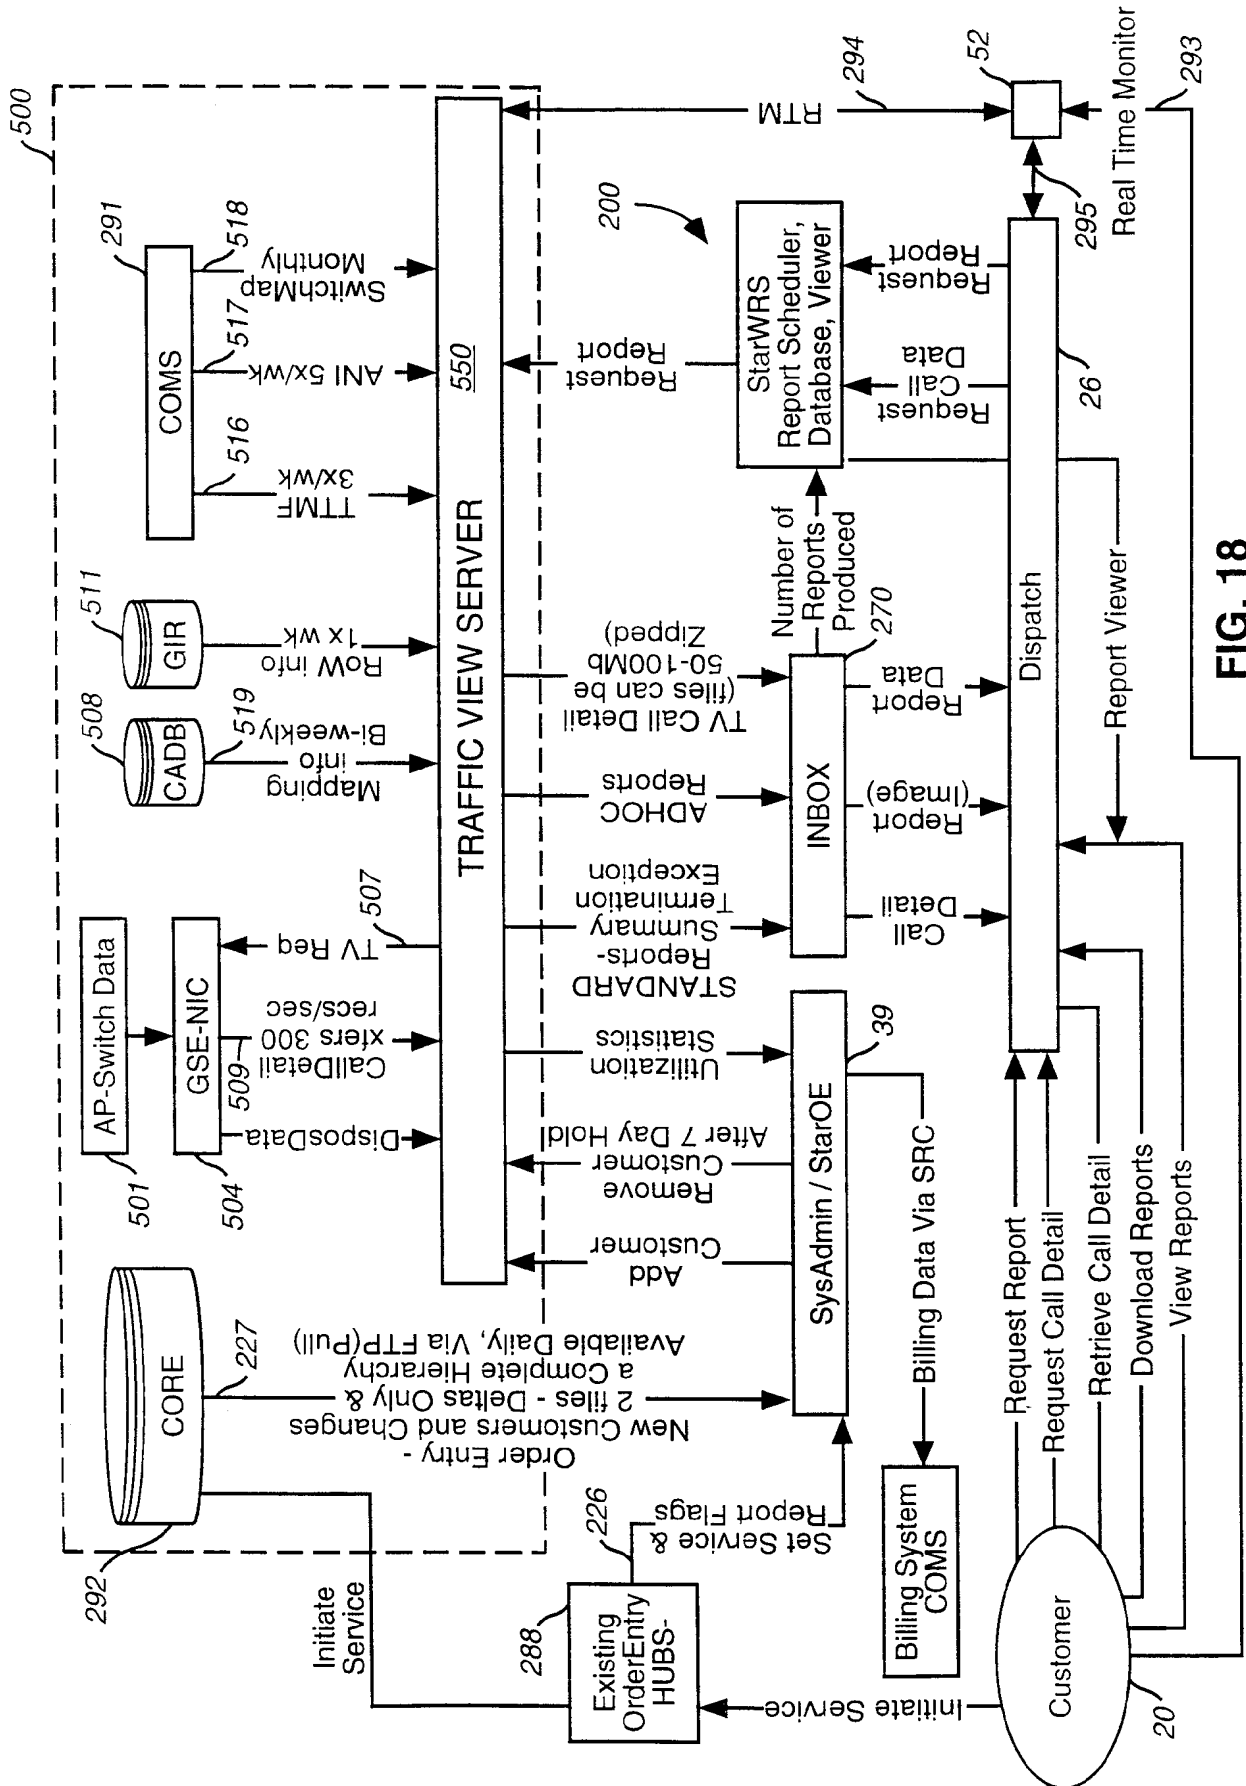 500
291
COMS
516
TTMF
3x/wk
517
ANI 5x/wk
518
SwitchMap
Monthly
511
GIR
RoW info
1x wk
508
CADB
519
Mapping
info
Bi-weekly
AP-Switch Data
501
GSE-NIC
504
507
TV Req
509
CallDetail
xfers 300
recs/sec
DisposData
CORE
292
227
Order Entry -
New Customers and Changes
2 files - Deltas Only &
a Complete Hierarchy
Available Daily, Via FTP(Pull)
TRAFFIC VIEW SERVER
550
Initiate
Service
Add
Customer
Remove
Customer
After 7 Day Hold
Utilization
Statistics
STANDARD
Reports-
Summary
Termination
Exception
ADHOC
Reports
TV Call Detail
(files can be
50-100Mb
Zipped)
Request
Report
RTM
294
200
StarWRS
Report Scheduler,
Database, Viewer
Number of
Reports
Produced
INBOX
270
SysAdmin / StarOE
39
288
Existing
OrderEntry
HUBS-
226
Set Service &
Report Flags
Billing Data Via SRC
Billing System
COMS
Initiate Service
Call
Detail
Report
(Image)
Report
Data
Request
Call
Data
Request
Report
52
295
Dispatch
26
Real Time Monitor
293
Report Viewer
Request Report
Request Call Detail
Retrieve Call Detail
Download Reports
View Reports
Customer
20
FIG. 18